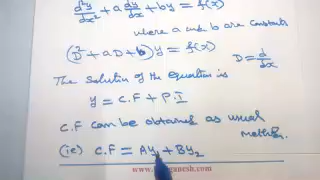 d²y/dx² + a dy/dx + by = f(x)
where a and b are constants
(D² + aD + b) y = f(x)    D = d/dx
The Solution of the Equation is
y = C.F + P.I
C.F can be obtained as usual
method.
(ie) C.F = Ay₁ + By₂